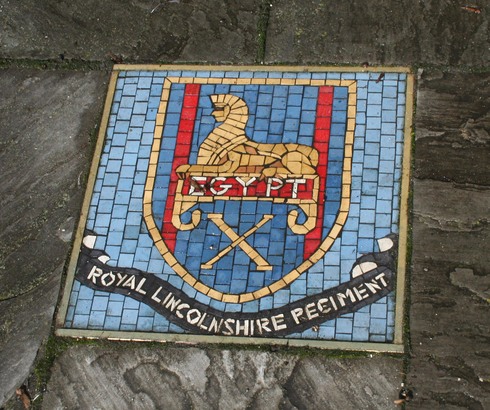 EGYPT
ROYAL LINCOLNSHIRE REGIMENT